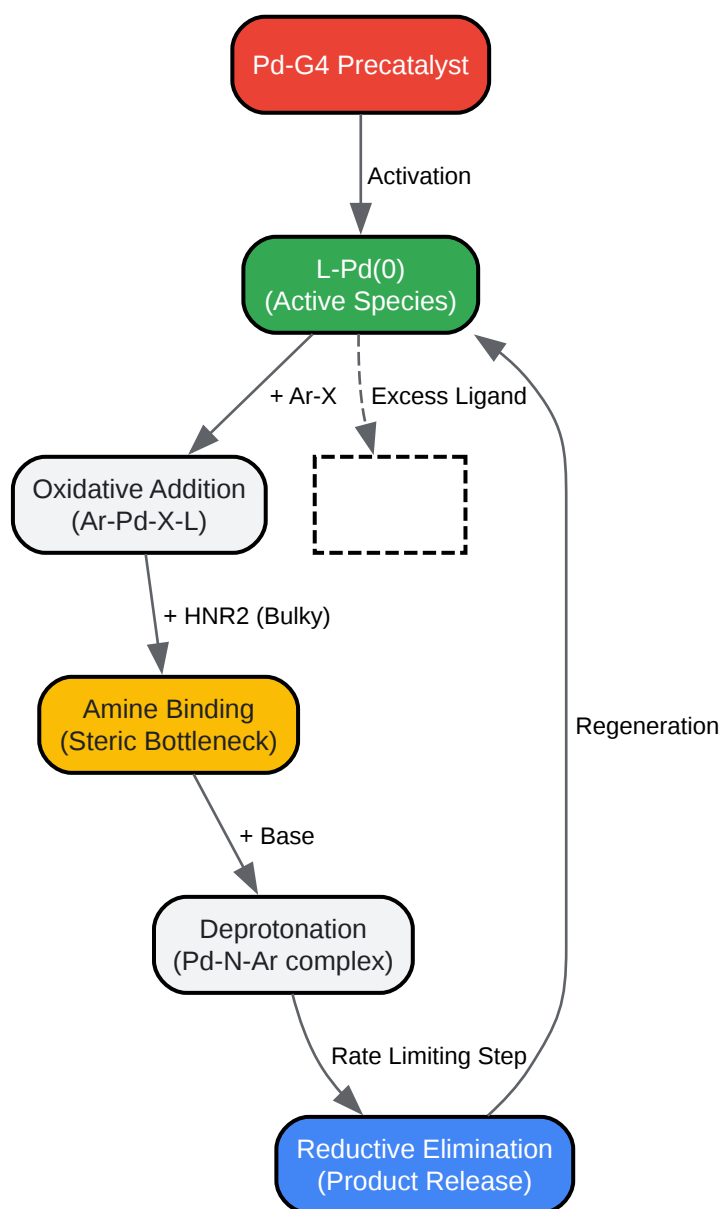 Pd-G4 Precatalyst
Activation
L-Pd(0)
(Active Species)
+ Ar-X
Excess Ligand
Oxidative Addition
(Ar-Pd-X-L)
+ HNR2 (Bulky)
Amine Binding
(Steric Bottleneck)
Regeneration
+ Base
Deprotonation
(Pd-N-Ar complex)
Rate Limiting Step
Reductive Elimination
(Product Release)